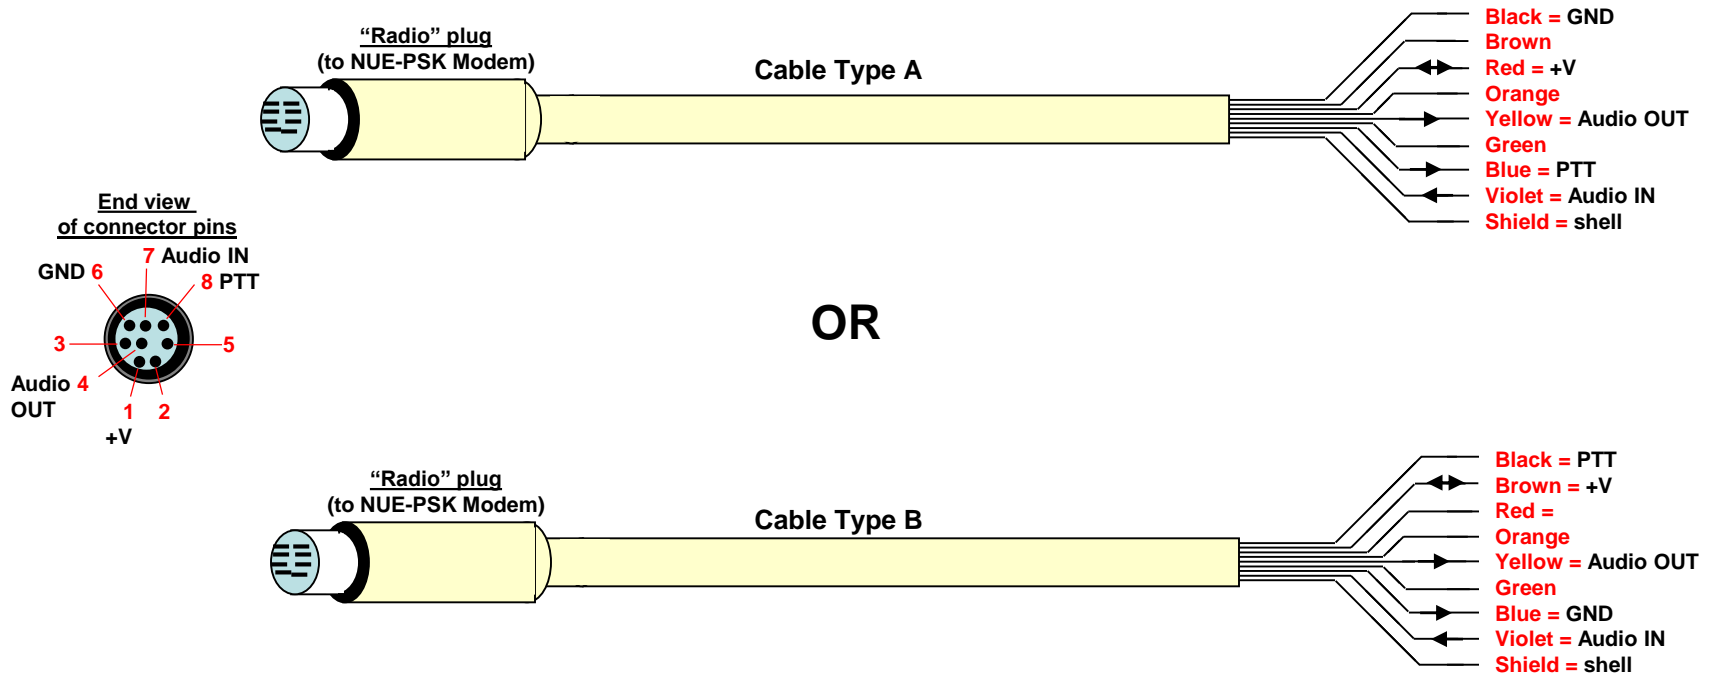 “Radio” plug
(to NUE-PSK Modem)
Cable Type A
Black = GND
Brown
Red = +V
Orange
Yellow = Audio OUT
Green
Blue = PTT
Violet = Audio IN
Shield = shell
End view
of connector pins
7 Audio IN
GND 6
8 PTT
3
5
Audio 4
OUT
1
2
+V
OR
“Radio” plug
(to NUE-PSK Modem)
Cable Type B
Black = PTT
Brown = +V
Red =
Orange
Yellow = Audio OUT
Green
Blue = GND
Violet = Audio IN
Shield = shell